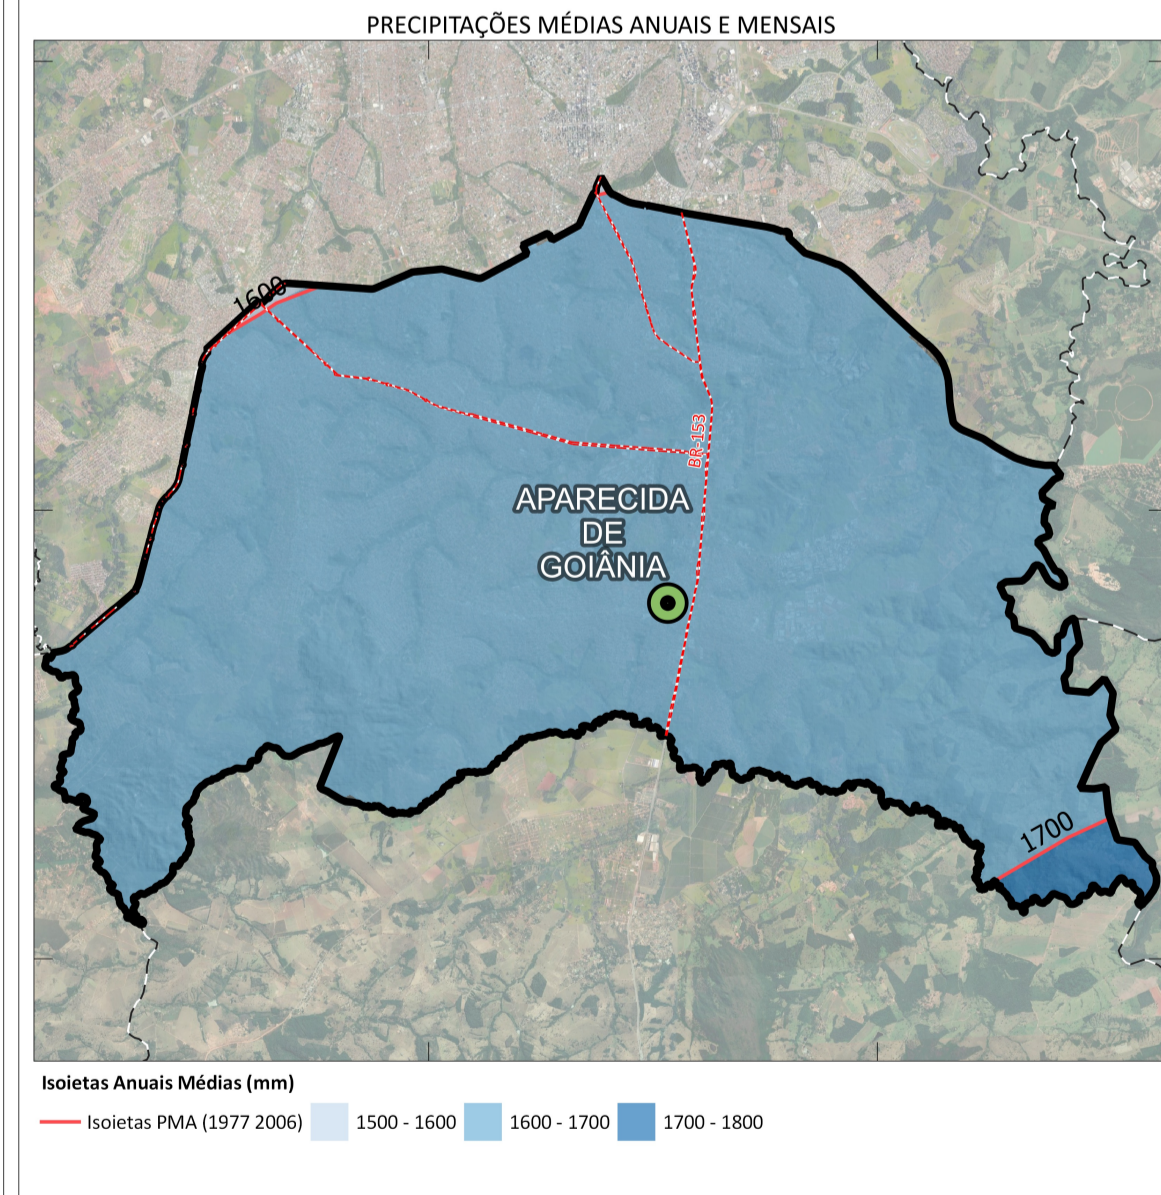 PRECIPITAÇÕES MÉDIAS ANUAIS E MENSAIS
1600
BR-153
APARECIDA
DE
GOIÂNIA
1700
Isoietas Anuais Médias (mm)
Isoietas PMA (1977 2006) 1500 - 1600 1600 - 1700 1700 - 1800